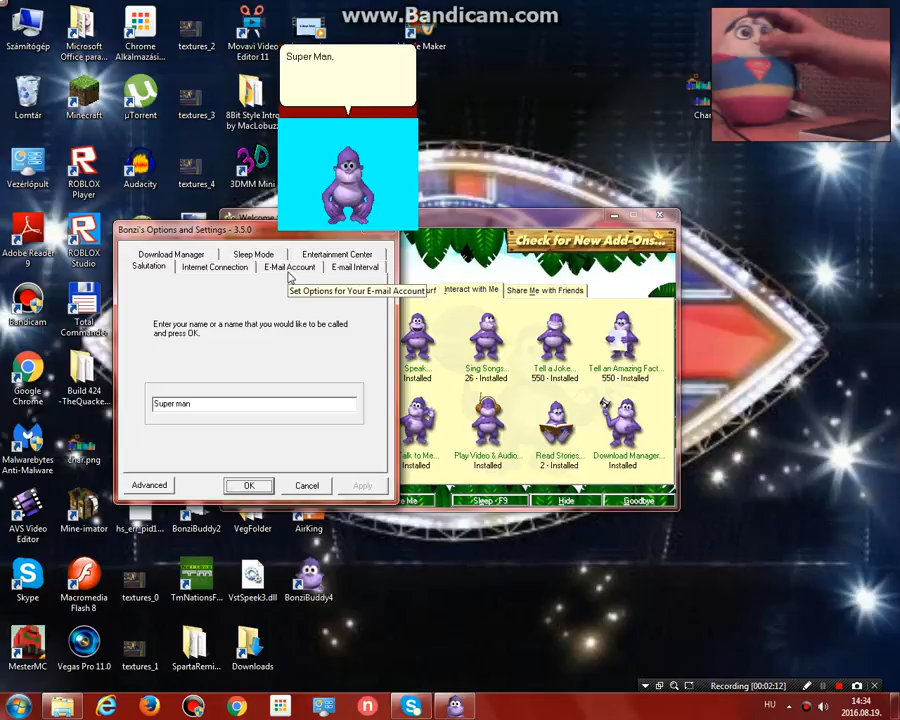 www.Bandicam.com
Számítógép
Microsoft Office para...
Chrome Alkalmazási...
textures_2
Movavi Video Editor 11
Super Man,
Lomtár
Minecraft
µTorrent
textures_3
8Bit Style Intro by MacLobuzz
Vezérlőpult
ROBLOX Player
Audacity
textures_4
3DMM Mini
Adobe Reader 9
ROBLOX Studio
Bandicam
Total Commander
Google Chrome
Build 424 -TheQuacke...
Malwarebytes Anti-Malware
char.png
AVS Video Editor
Mine-imator
hs_err_pid1...
BonziBuddy2
VegFolder
AirKing
Skype
Macromedia Flash 8
textures_0
TmNationsF...
VstSpeek3.dll
BonziBuddy4
MesterMC
Vegas Pro 11.0
textures_1
SpartaRemi...
Downloads
Bonzi's Options and Settings - 3.5.0
Download Manager
Sleep Mode
Entertainment Center
Salutation
Internet Connection
E-Mail Account
E-mail Interval
Set Options for Your E-mail Account
Enter your name or a name that you would like to be called
and press OK.
Super man
Advanced
OK
Cancel
Apply
Check for New Add-Ons...
Interact with Me
Share Me with Friends
Speak...
Installed
Sing Songs...
26 - Installed
Tell a Joke...
550 - Installed
Tell an Amazing Fact...
550 - Installed
Talk to Me...
Installed
Play Video & Audio...
Installed
Read Stories...
2 - Installed
Download Manager...
Installed
Sleep <F9
Hide
Goodbye
Recording [00:02:12]
HU
14:34
2016.08.19.